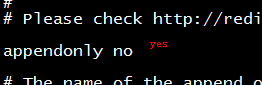 #
# Please check http://redi
appendonly no yes
# The name of the append o